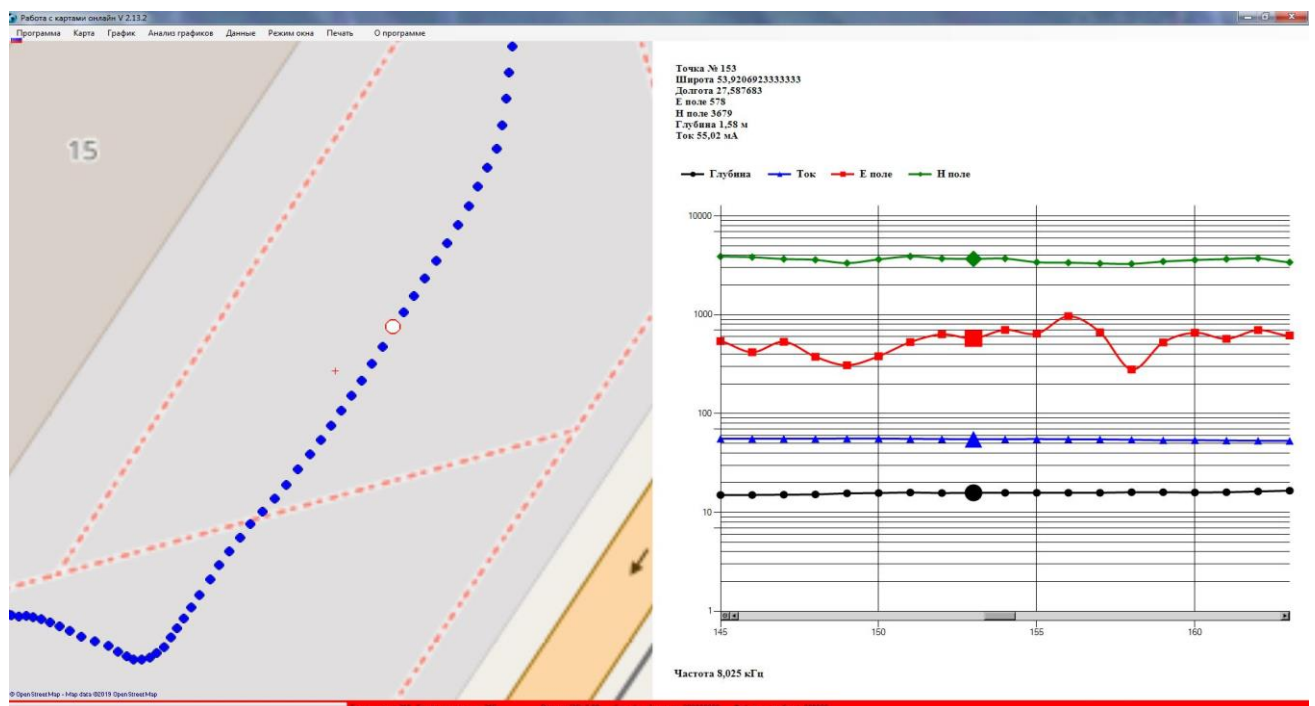 Работа с картами онлайн V 2.13.2
Программа Карта График Анализ графиков Данные Режим окна Печать О программе
15
Точка № 153
Широта 53,9206923333333
Долгота 27,587683
E поле 578
H поле 3679
Глубина 1,58 м
Ток 55,02 мА
Глубина Ток E поле H поле
10000
1000
100
10
1
145 150 155 160
Частота 8,025 кГц
© OpenStreetMap - Map data ©2019 OpenStreetMap